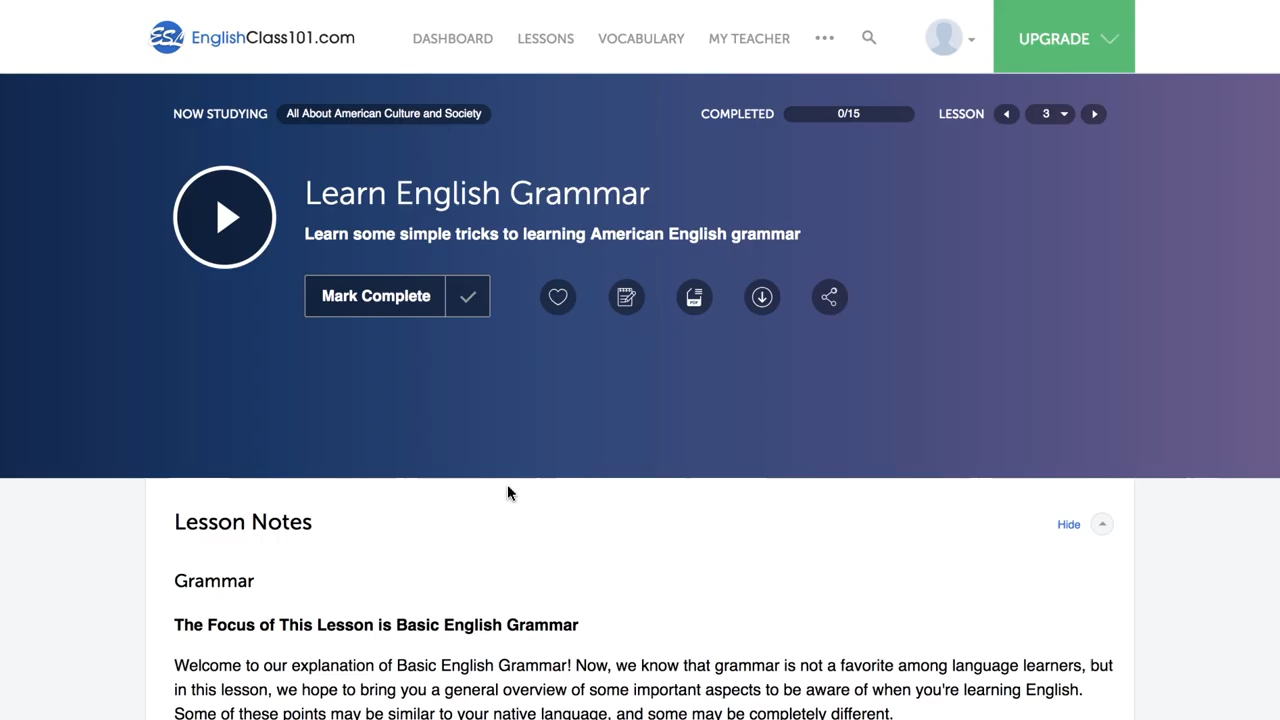 ESL EnglishClass101.com DASHBOARD LESSONS VOCABULARY MY TEACHER ••• UPGRADE
NOW STUDYING All About American Culture and Society COMPLETED 0/15 LESSON 3
Learn English Grammar
Learn some simple tricks to learning American English grammar
Mark Complete
PDF
Lesson Notes Hide
Grammar
The Focus of This Lesson is Basic English Grammar
Welcome to our explanation of Basic English Grammar! Now, we know that grammar is not a favorite among language learners, but
in this lesson, we hope to bring you a general overview of some important aspects to be aware of when you're learning English.
Some of these points may be similar to your native language, and some may be completely different.